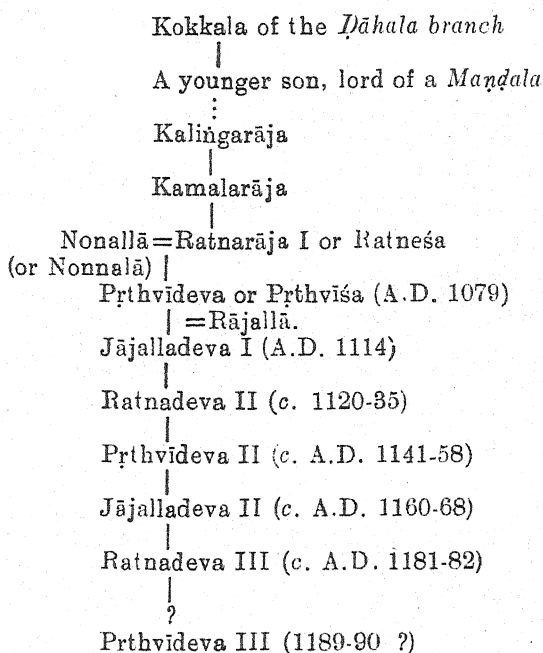 Kokkala of the Ḍāhala branch
A younger son, lord of a Maṇḍala
Kaliṅgarāja
Kamalarāja
Nonallā=Ratnarāja I or Ratneśa
(or Nonnalā)
Pṛthvīdeva or Pṛthvīśa (A.D. 1079)
=Rājallā.
Jājalladeva I (A.D. 1114)
Ratnadeva II (c. 1120-35)
Pṛthvīdeva II (c. A.D. 1141-58)
Jājalladeva II (c. A.D. 1160-68)
Ratnadeva III (c. A.D. 1181-82)
?
Pṛthvīdeva III (1189-90 ?)